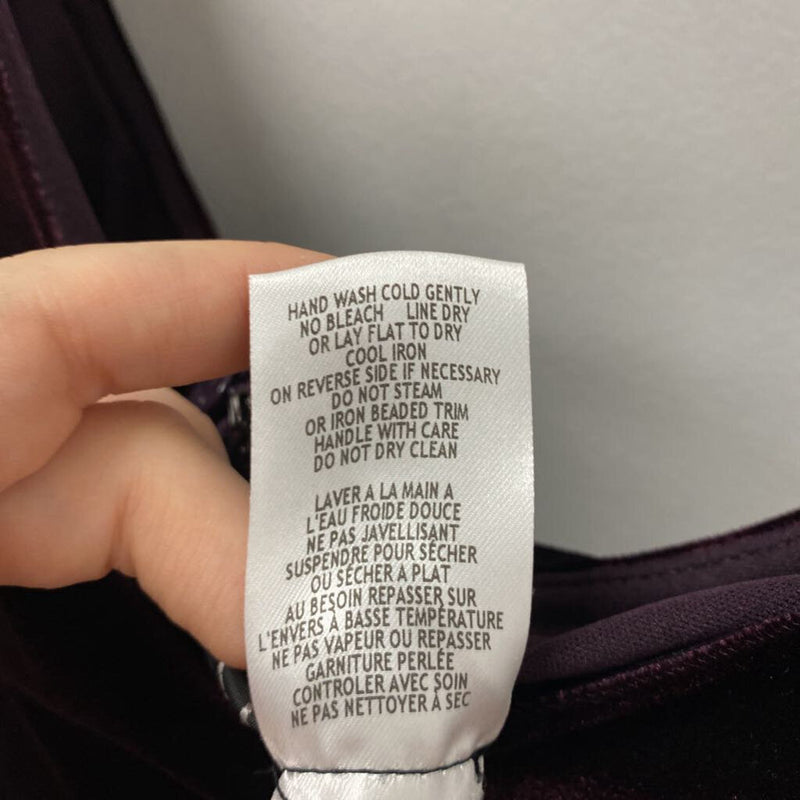 HAND WASH COLD GENTLY
NO BLEACH LINE DRY
OR LAY FLAT TO DRY
COOL IRON
ON REVERSE SIDE IF NECESSARY
DO NOT STEAM
OR IRON BEADED TRIM
HANDLE WITH CARE
DO NOT DRY CLEAN
LAVER A LA MAIN A
L'EAU FROIDE DOUCE
NE PAS JAVELLISANT
SUSPENDRE POUR SÉCHER
OU SÉCHER A PLAT
AU BESOIN REPASSER SUR
L'ENVERS À BASSE TEMPÉRATURE
NE PAS VAPEUR OU REPASSER
GARNITURE PERLÉE
CONTROLER AVEC SOIN
NE PAS NETTOYER À SEC